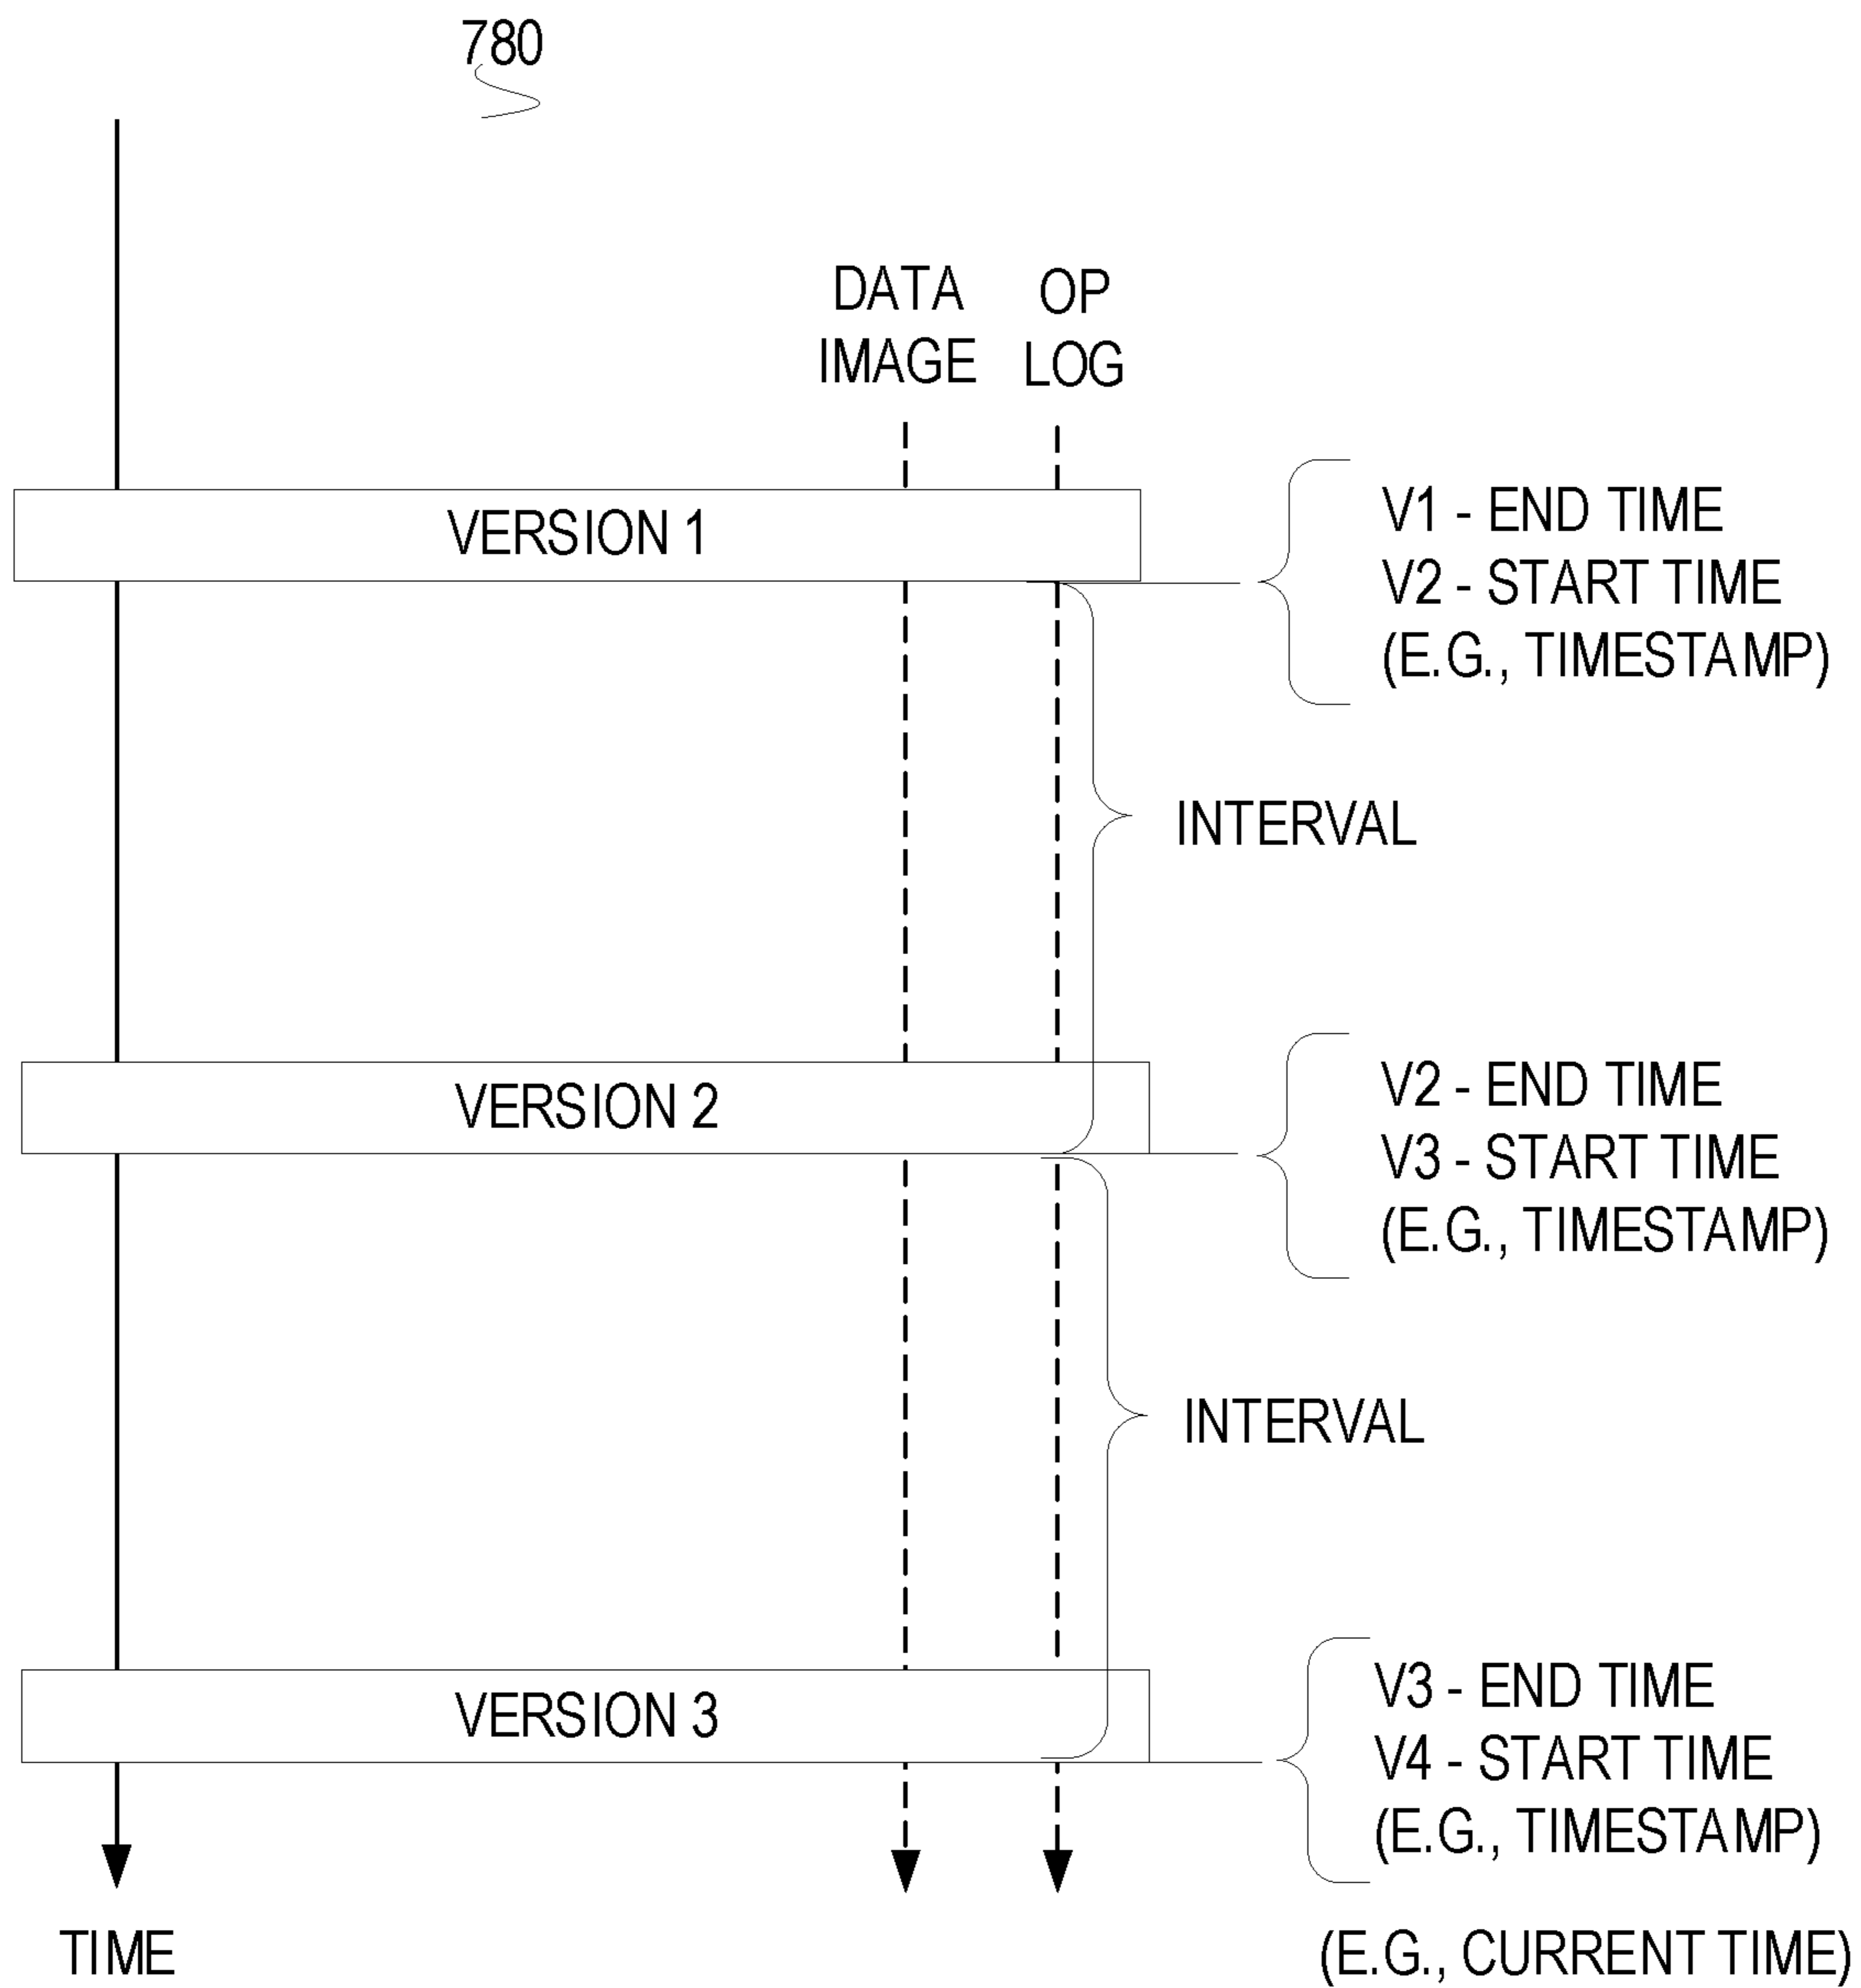 780
DATA
IMAGE
OP
LOG
VERSION 1
V1 - END TIME
V2 - START TIME
(E.G., TIMESTAMP)
INTERVAL
VERSION 2
V2 - END TIME
V3 - START TIME
(E.G., TIMESTAMP)
INTERVAL
VERSION 3
V3 - END TIME
V4 - START TIME
(E.G., TIMESTAMP)
TIME
(E.G., CURRENT TIME)